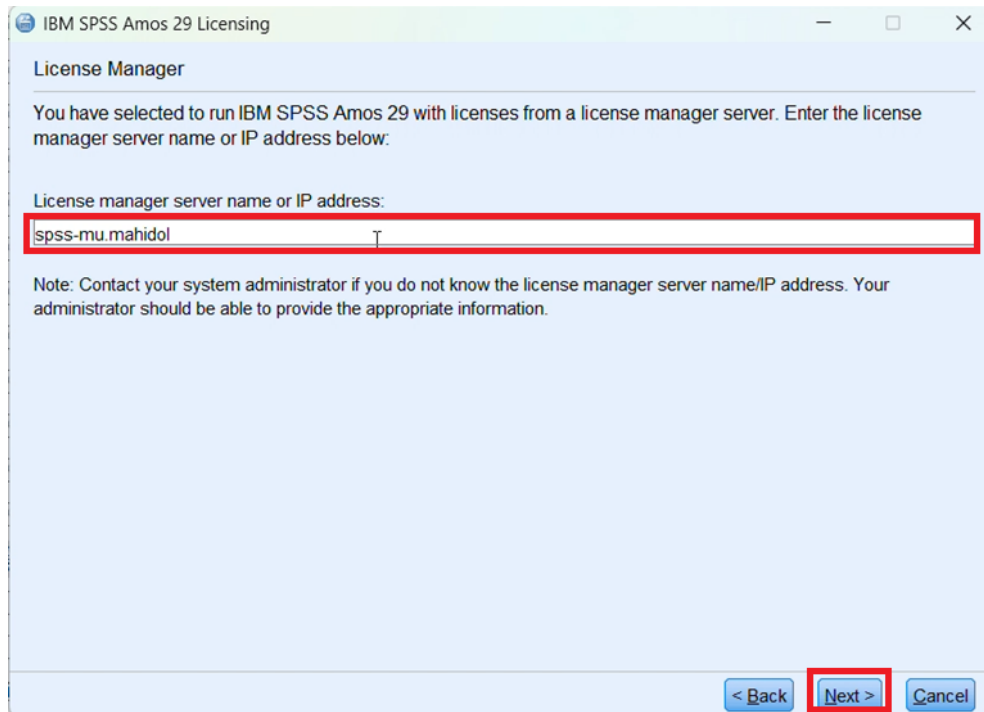 IBM SPSS Amos 29 Licensing
License Manager
You have selected to run IBM SPSS Amos 29 with licenses from a license manager server. Enter the license
manager server name or IP address below:
License manager server name or IP address:
spss-mu.mahidol
Note: Contact your system administrator if you do not know the license manager server name/IP address. Your
administrator should be able to provide the appropriate information.
< Back Next > Cancel